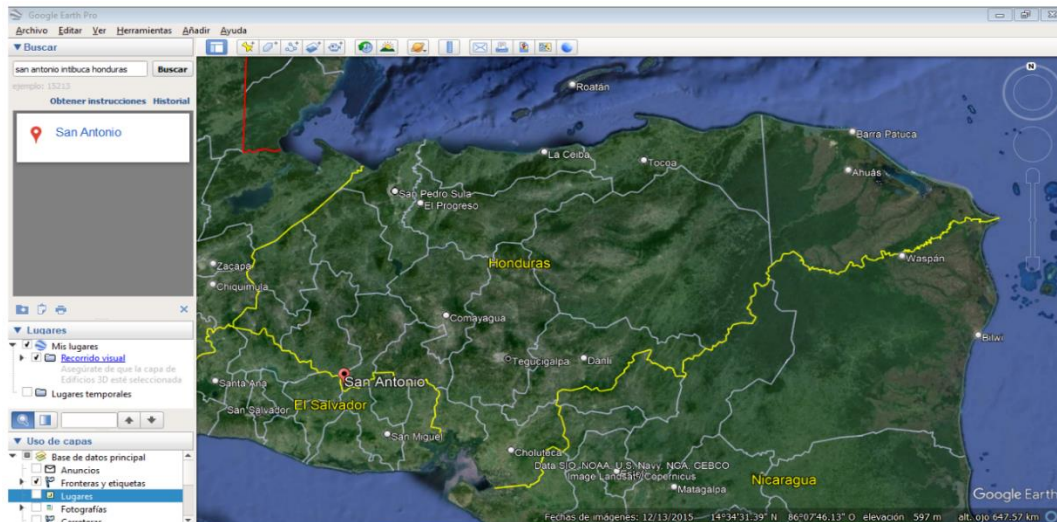 Google Earth Pro
Archivo Editar Ver Herramientas Añadir Ayuda
Buscar
san antonio intibuca honduras
Buscar
ejemplo: 15213
Obtener instrucciones Historial
San Antonio
Lugares
Mis lugares
Recorrido visual
Asegúrate de que la capa de
Edificios 3D esté seleccionada
Lugares temporales
Uso de capas
Base de datos principal
Anuncios
Fronteras y etiquetas
Lugares
Fotografías
Carreteras
N
Roatán
Barra Patuca
La Ceiba
Tocoa
Ahuás
San Pedro Sula
El Progreso
Waspán
Zacapa
Honduras
Chiquimula
Comayagua
Bilwi
Tegucigalpa
Danlí
Santa Ana
San Antonio
San Salvador
El Salvador
San Miguel
Choluteca
Data SIO, NOAA, U.S. Navy, NGA, GEBCO
Image Landsat / Copernicus
Estelí
Nicaragua
Matagalpa
Google Earth
Fechas de imágenes: 12/13/2015 14°34'31.39" N 86°07'46.13" O elevación 597 m alt. ojo 647.57 km